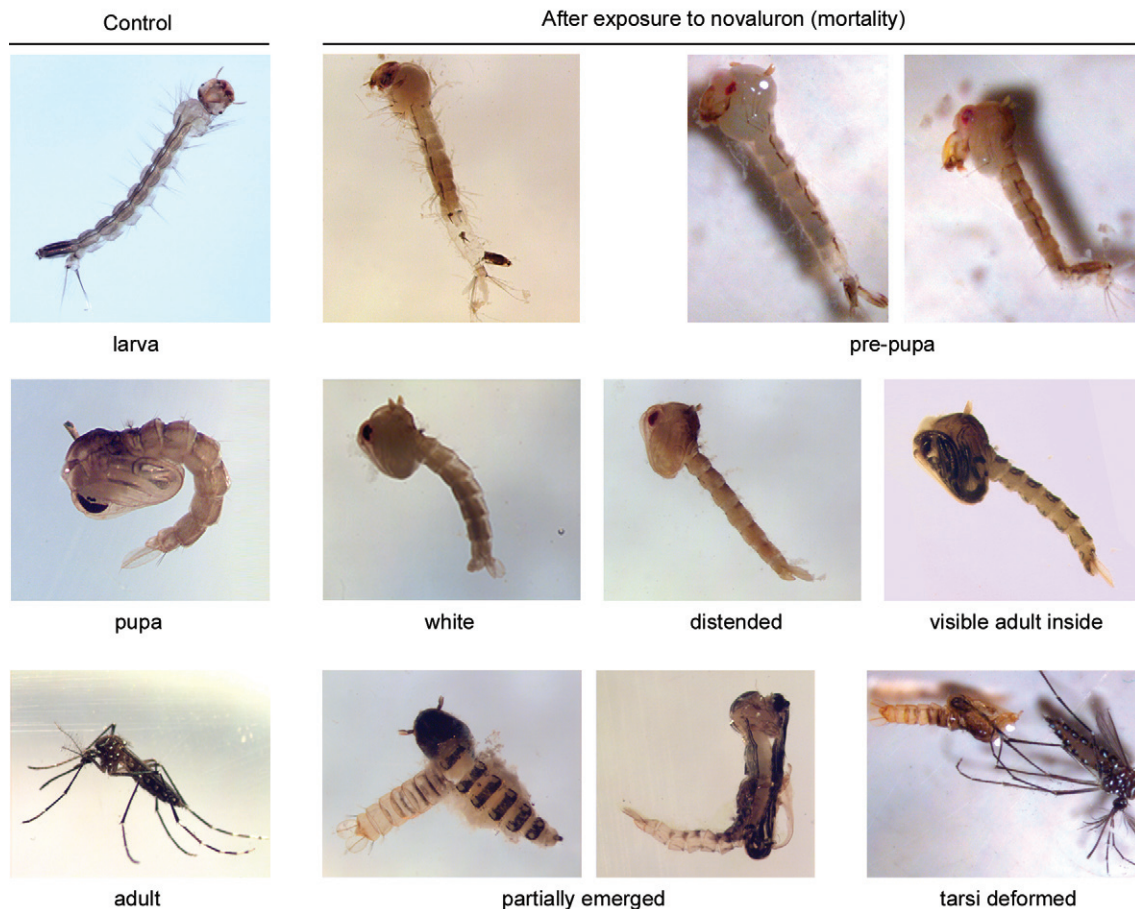 Control
After exposure to novaluron (mortality)
larva
pre-pupa
pupa
white
distended
visible adult inside
adult
partially emerged
tarsi deformed